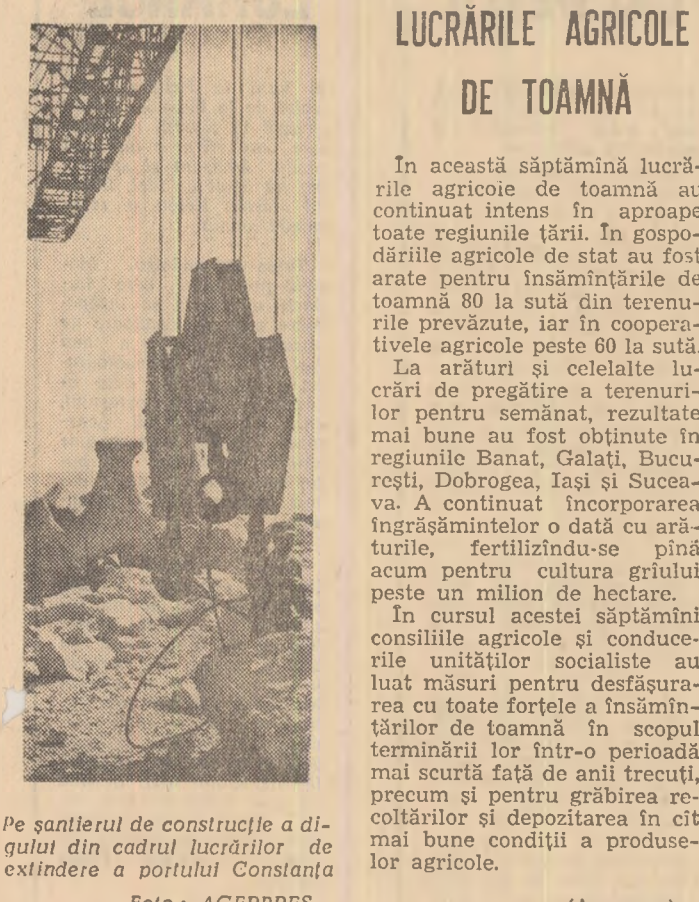 LUCRĂRILE AGRICOLE
DE TOAMNĂ
În această săptămînă lucră-
rile agricoie de toamnă au
continuat intens în aproape
toate regiunile țării. În gospo-
dăriile agricole de stat au fost
arate pentru însămînțările de
toamnă 80 la sută din terenu-
rile prevăzute, iar în coopera-
tivele agricole peste 60 la sută.
La arături și celelalte lu-
crări de pregătire a terenuri-
lor pentru semănat, rezultate
mai bune au fost obținute în
regiunile Banat, Galați, Bucu-
rești, Dobrogea, Iași și Sucea-
va. A continuat încorporarea
îngrășămintelor o dată cu ară-
turile, fertilizîndu-se pînă
acum pentru cultura grîului
peste un milion de hectare.
În cursul acestei săptămîni
consiliile agricole și conduce-
rile unităților socialiste au
luat măsuri pentru desfășura-
rea cu toate forțele a însămîn-
țărilor de toamnă în scopul
terminării lor într-o perioadă
mai scurtă față de anii trecuți,
precum și pentru grăbirea re-
coltărilor și depozitarea în cît
mai bune condiții a produse-
lor agricole.
Pe șantierul de construcție a di-
gului din cadrul lucrărilor de
extindere a portului Constanța
Foto: AGERPRES